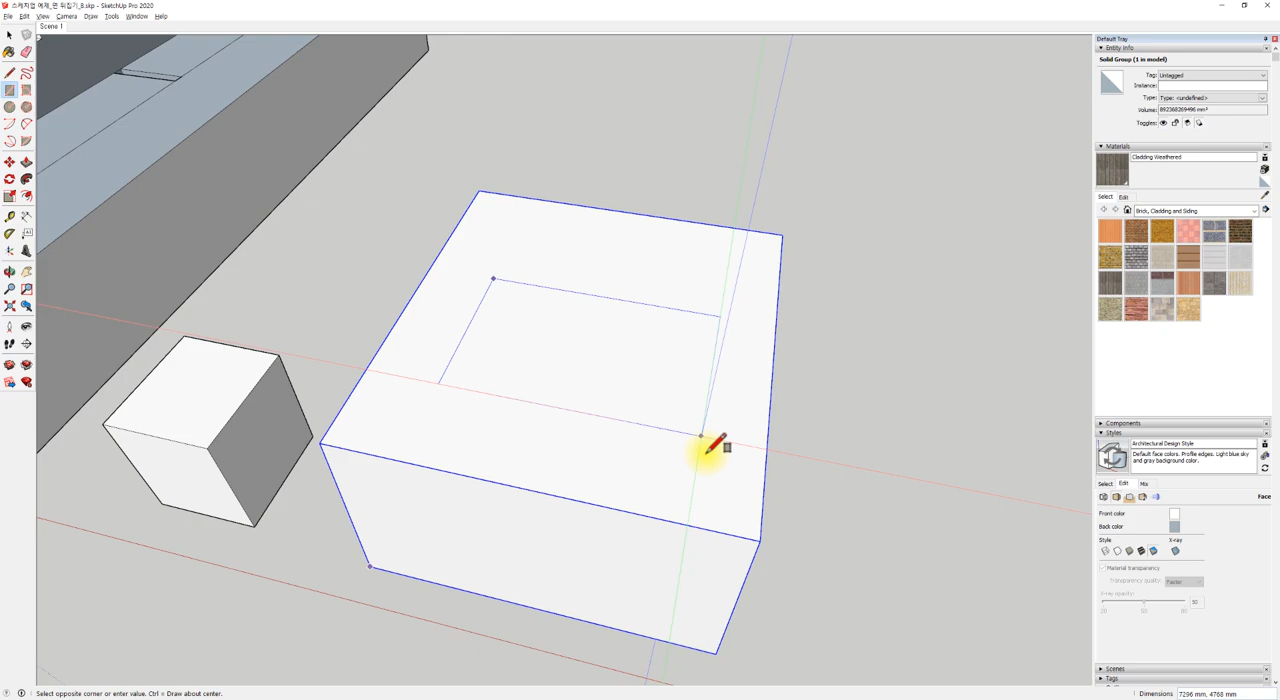 스케치업 예제_면 뒤집기_8.skp - SketchUp Pro 2020
File Edit View Camera Draw Tools Window Help
Scene 1
Default Tray
Entity Info
Solid Group (1 in model)
Tag: Untagged
Instance:
Type: Type: <undefined>
Volume: 892368269496 mm³
Toggles:
Materials
Cladding Weathered
Select Edit
Brick, Cladding and Siding
Components
Styles
Architectural Design Style
Default face colors. Profile edges. Light blue sky
and gray background color.
Select Edit Mix
Face
Front color
Back color
Style X-ray
Material transparency
Transparency quality: Faster
X-ray opacity:
50
20 50 80
Scenes
Tags
Select opposite corner or enter value. Ctrl = Draw about center.
Dimensions 7296 mm, 4768 mm